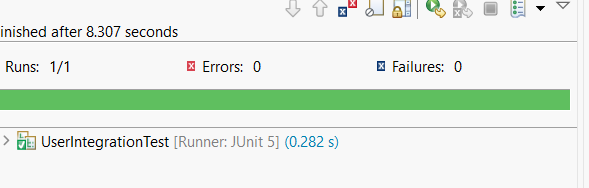 inished after 8.307 seconds
Runs: 1/1 Errors: 0 Failures: 0
UserIntegrationTest [Runner: JUnit 5] (0.282 s)